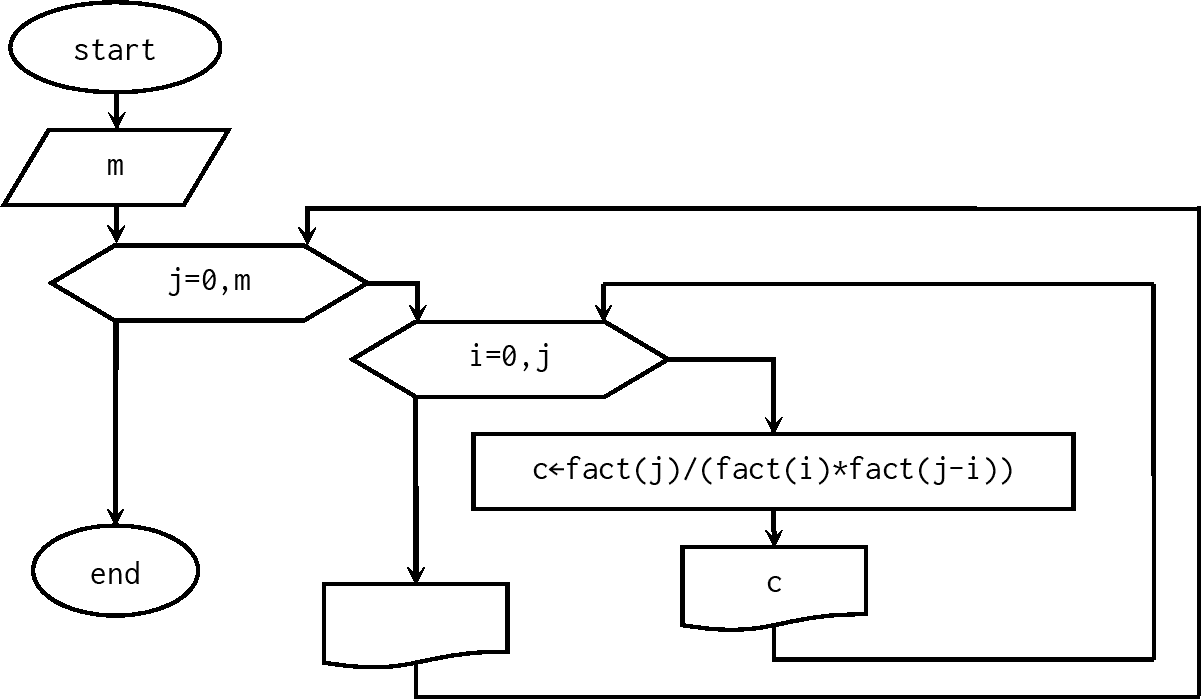 start
m
j=0,m
i=0,j
c←fact(j)/(fact(i)*fact(j-i))
c
end